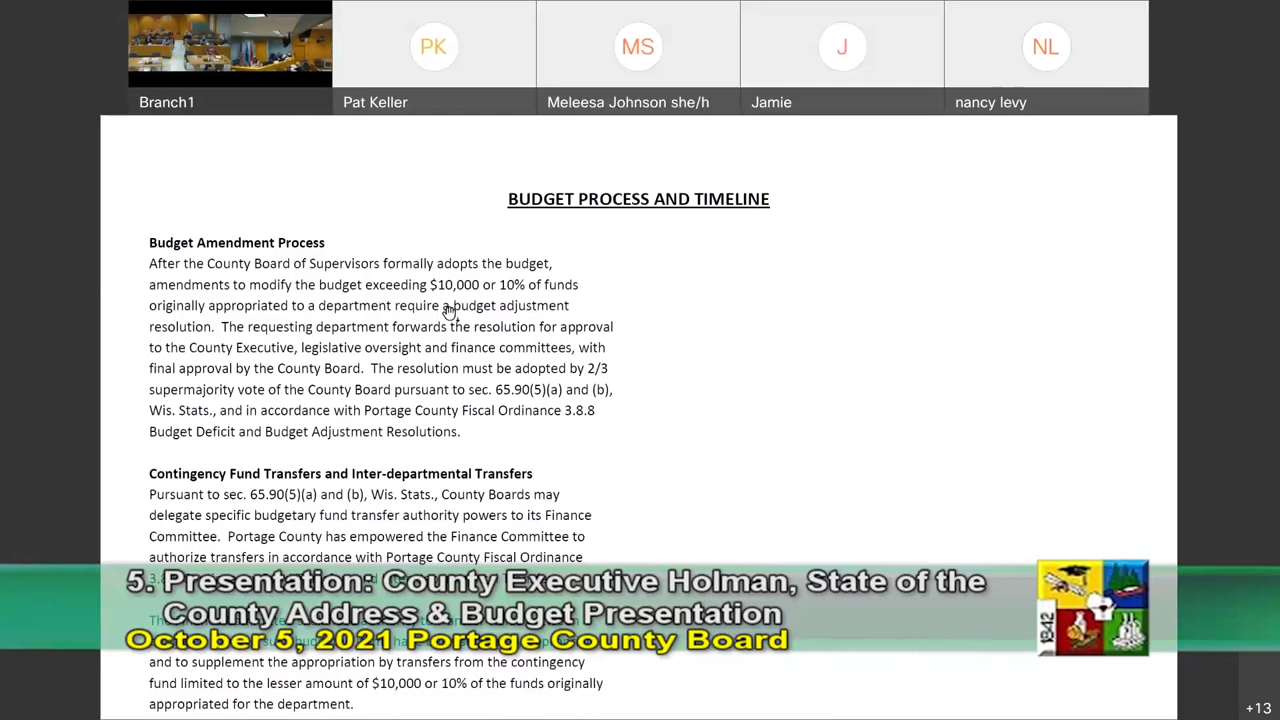 PK
MS
J
NL
Branch1
Pat Keller
Meleesa Johnson she/h
Jamie
nancy levy
BUDGET PROCESS AND TIMELINE
Budget Amendment Process
After the County Board of Supervisors formally adopts the budget,
amendments to modify the budget exceeding $10,000 or 10% of funds
originally appropriated to a department require a budget adjustment
resolution. The requesting department forwards the resolution for approval
to the County Executive, legislative oversight and finance committees, with
final approval by the County Board. The resolution must be adopted by 2/3
supermajority vote of the County Board pursuant to sec. 65.90(5)(a) and (b),
Wis. Stats., and in accordance with Portage County Fiscal Ordinance 3.8.8
Budget Deficit and Budget Adjustment Resolutions.
Contingency Fund Transfers and Inter-departmental Transfers
Pursuant to sec. 65.90(5)(a) and (b), Wis. Stats., County Boards may
delegate specific budgetary fund transfer authority powers to its Finance
Committee. Portage County has empowered the Finance Committee to
authorize transfers in accordance with Portage County Fiscal Ordinance
5. Presentation: County Executive Holman, State of the
County Address & Budget Presentation
October 5, 2021 Portage County Board
1842
and to supplement the appropriation by transfers from the contingency
fund limited to the lesser amount of $10,000 or 10% of the funds originally
appropriated for the department.
+13